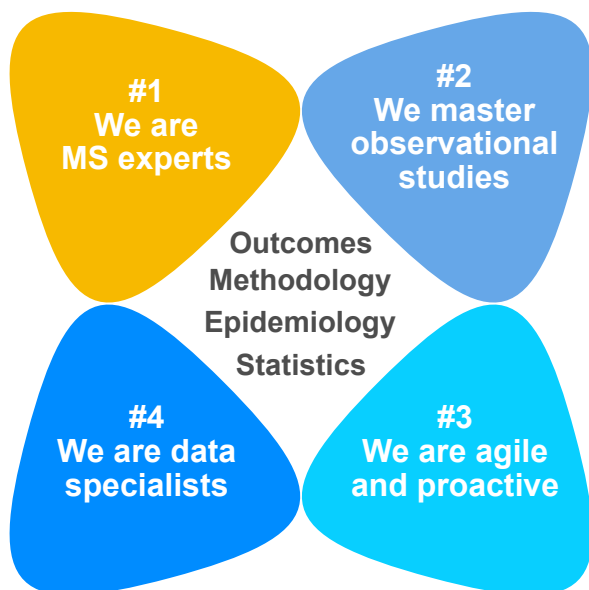 #1
We are
MS experts
#2
We master
observational
studies
Outcomes
Methodology
Epidemiology
Statistics
#4
We are data
specialists
#3
We are agile
and proactive